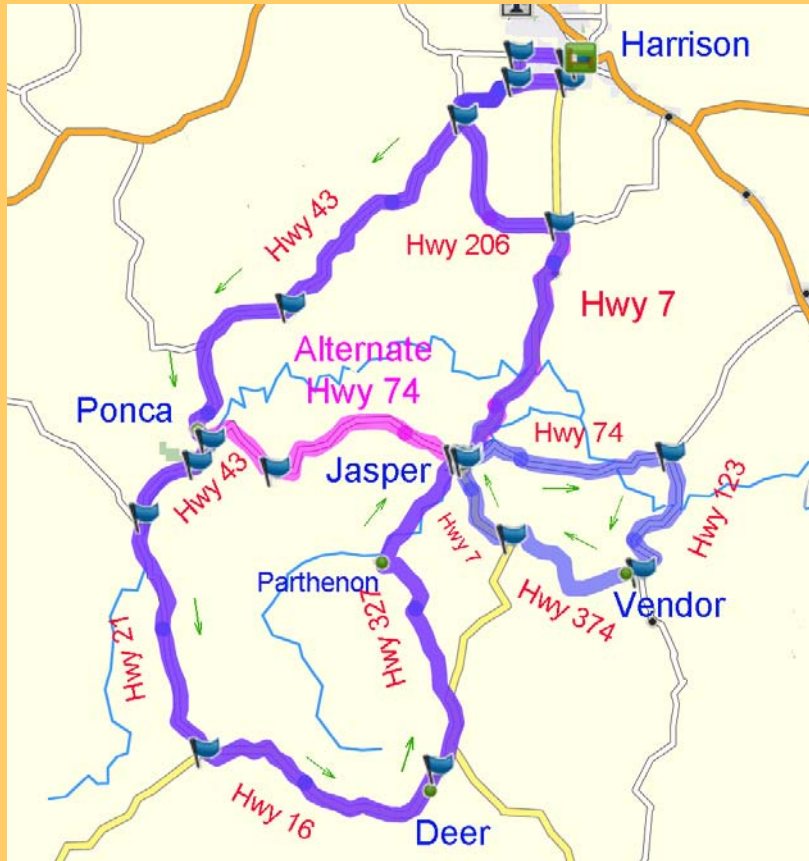 Harrison
Hwy 43
Hwy 206
Hwy 7
Alternate
Hwy 74
Ponca
Hwy 74
Jasper
Hwy 43
Hwy 123
Hwy 7
Parthenon
Hwy 374
Vendor
Hwy 327
Hwy 21
Hwy 16
Deer